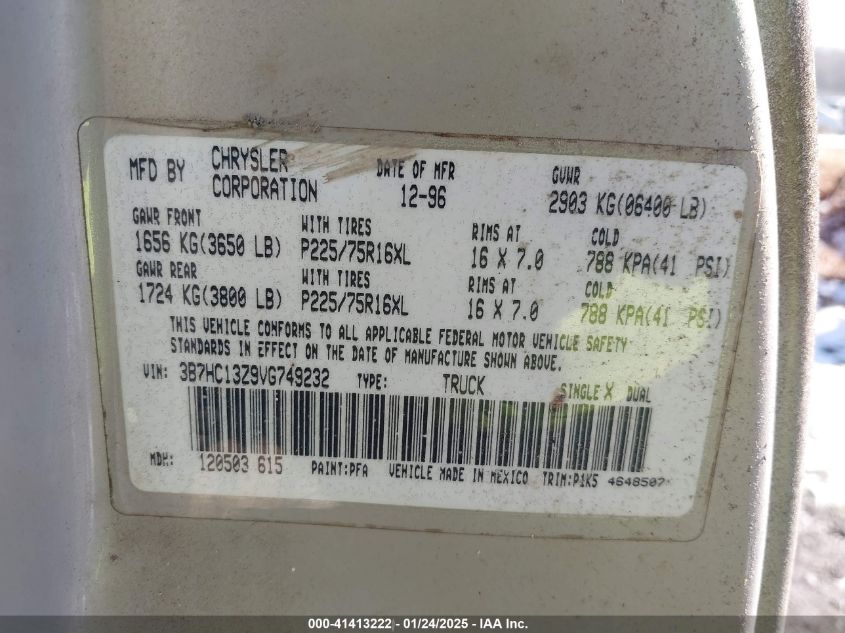 MFD BY CHRYSLER CORPORATION DATE OF MFR 12-96 GVWR 2903 KG(06400 LB)
GAWR FRONT WITH TIRES RIMS AT COLD
1656 KG(3650 LB) P225/75R16XL 16 X 7.0 788 KPA(41 PSI)
GAWR REAR WITH TIRES RIMS AT COLD
1724 KG(3800 LB) P225/75R16XL 16 X 7.0 788 KPA(41 PSI)
THIS VEHICLE CONFORMS TO ALL APPLICABLE FEDERAL MOTOR VEHICLE SAFETY
STANDARDS IN EFFECT ON THE DATE OF MANUFACTURE SHOWN ABOVE.
VIN: 3B7HC13Z9VG749232 TYPE: TRUCK SINGLE X DUAL
MDH: 120503 615 PAINT:PFA VEHICLE MADE IN MEXICO TRIM:P1K5 4648507
000-41413222 | 01/24/2025 - IAA Inc.